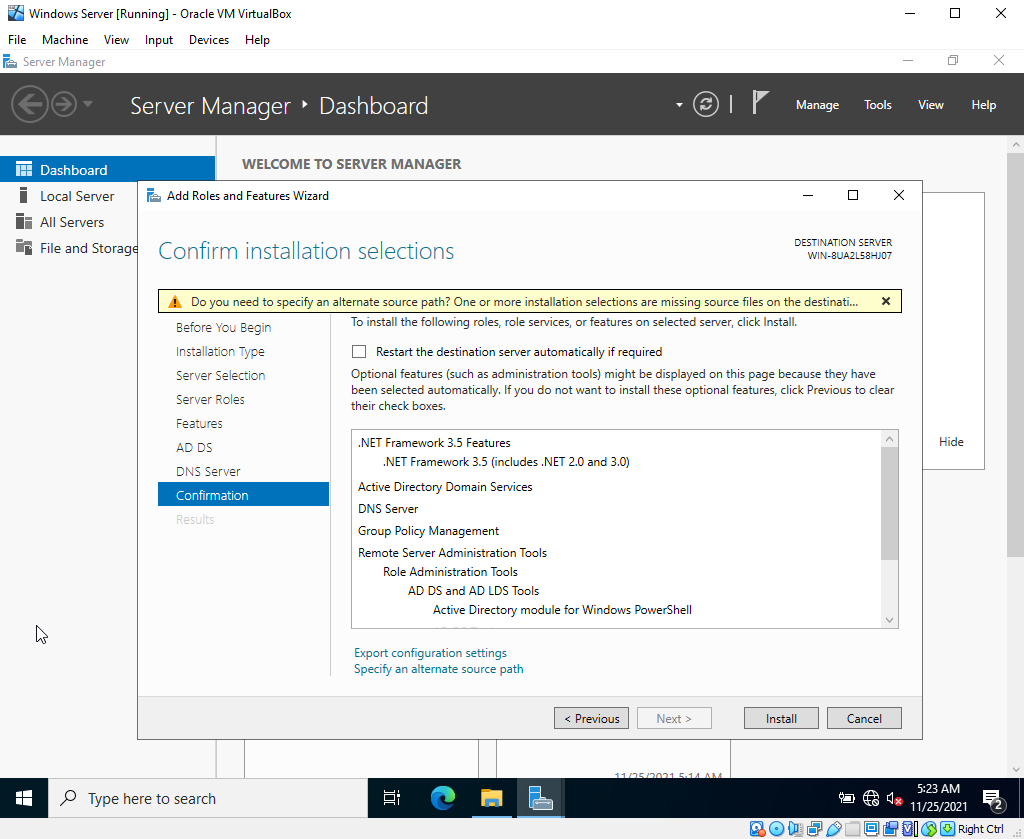 Windows Server [Running] - Oracle VM VirtualBox
File Machine View Input Devices Help
Server Manager
Server Manager Dashboard
Manage Tools View Help
WELCOME TO SERVER MANAGER
Dashboard
Local Server
All Servers
File and Storage
Add Roles and Features Wizard
Confirm installation selections
DESTINATION SERVER
WIN-8UA2L58HJ07
Do you need to specify an alternate source path? One or more installation selections are missing source files on the destinati...
Before You Begin
Installation Type
Server Selection
Server Roles
Features
AD DS
DNS Server
Confirmation
Results
To install the following roles, role services, or features on selected server, click Install.
Restart the destination server automatically if required
Optional features (such as administration tools) might be displayed on this page because they have
been selected automatically. If you do not want to install these optional features, click Previous to clear
their check boxes.
.NET Framework 3.5 Features
.NET Framework 3.5 (includes .NET 2.0 and 3.0)
Active Directory Domain Services
DNS Server
Group Policy Management
Remote Server Administration Tools
Role Administration Tools
AD DS and AD LDS Tools
Active Directory module for Windows PowerShell
Export configuration settings
Specify an alternate source path
Hide
< Previous Next > Install Cancel
11/25/2021 5:14 AM
Type here to search
5:23 AM
11/25/2021
2
Right Ctrl